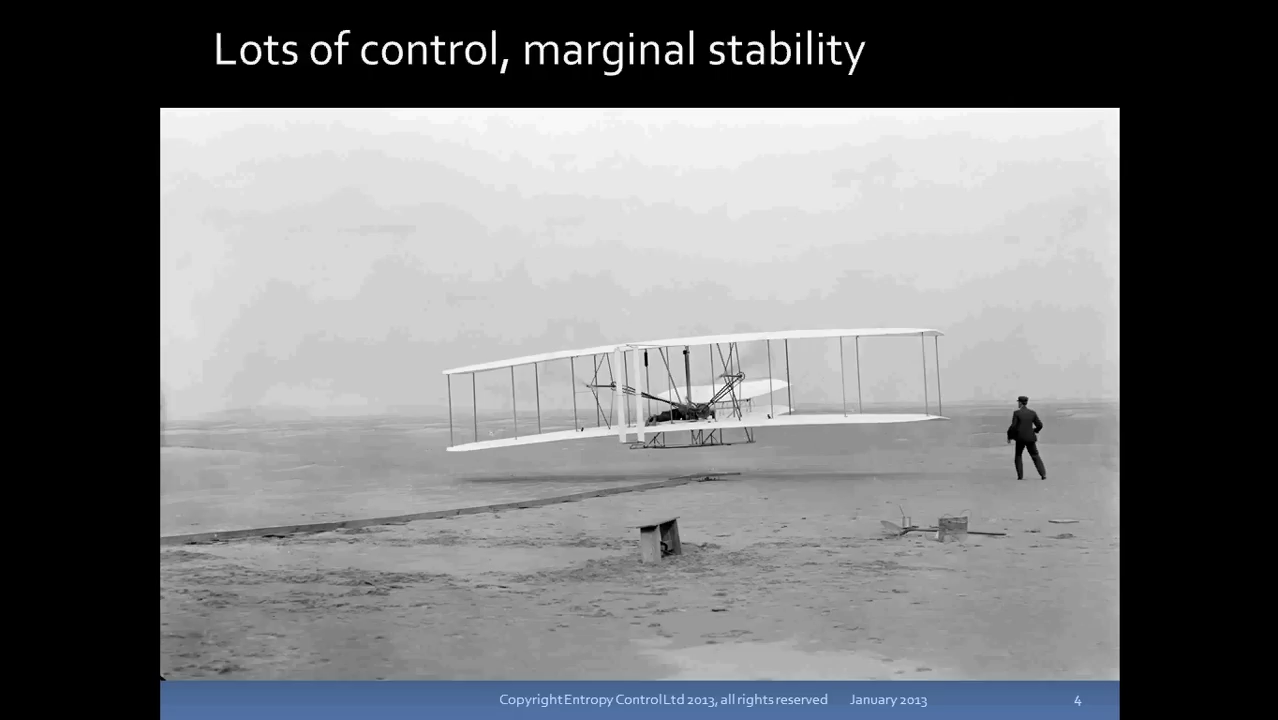 Lots of control, marginal stability
Copyright Entropy Control Ltd 2013, all rights reserved January 2013 4